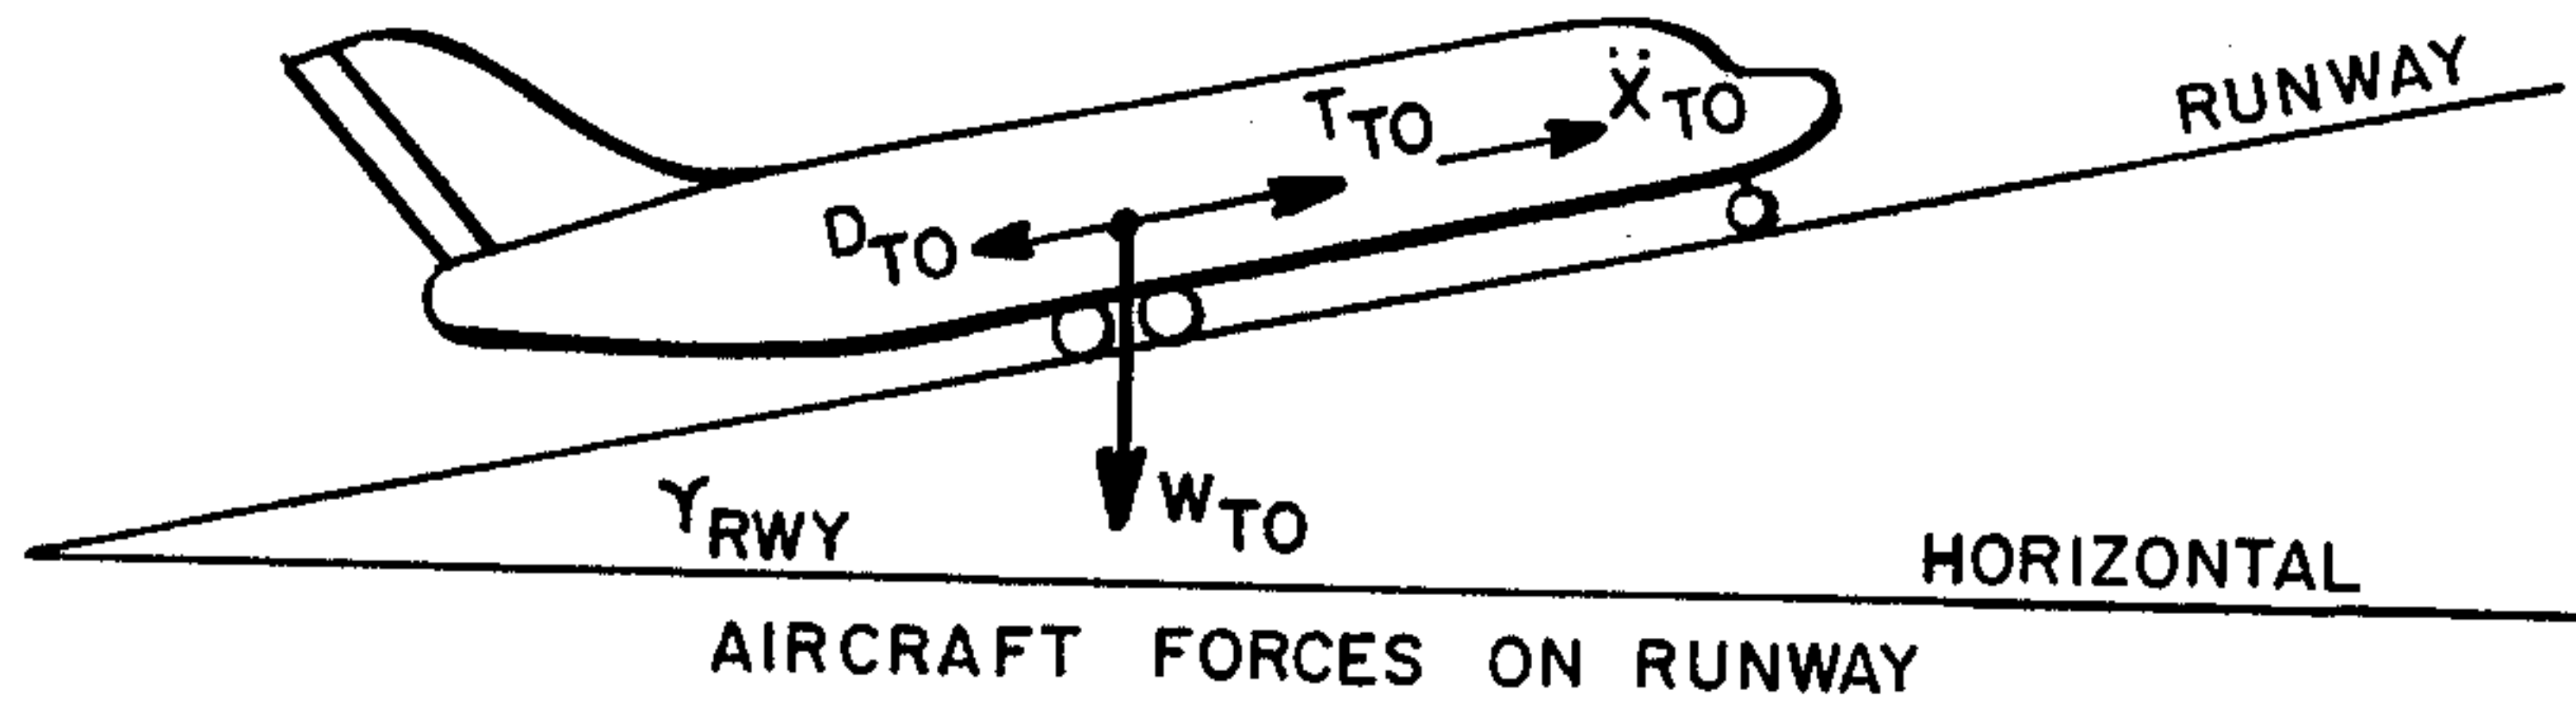 RUNWAY
T_TO Ẍ_TO
D_TO
W_TO
γ_RWY
HORIZONTAL
AIRCRAFT FORCES ON RUNWAY